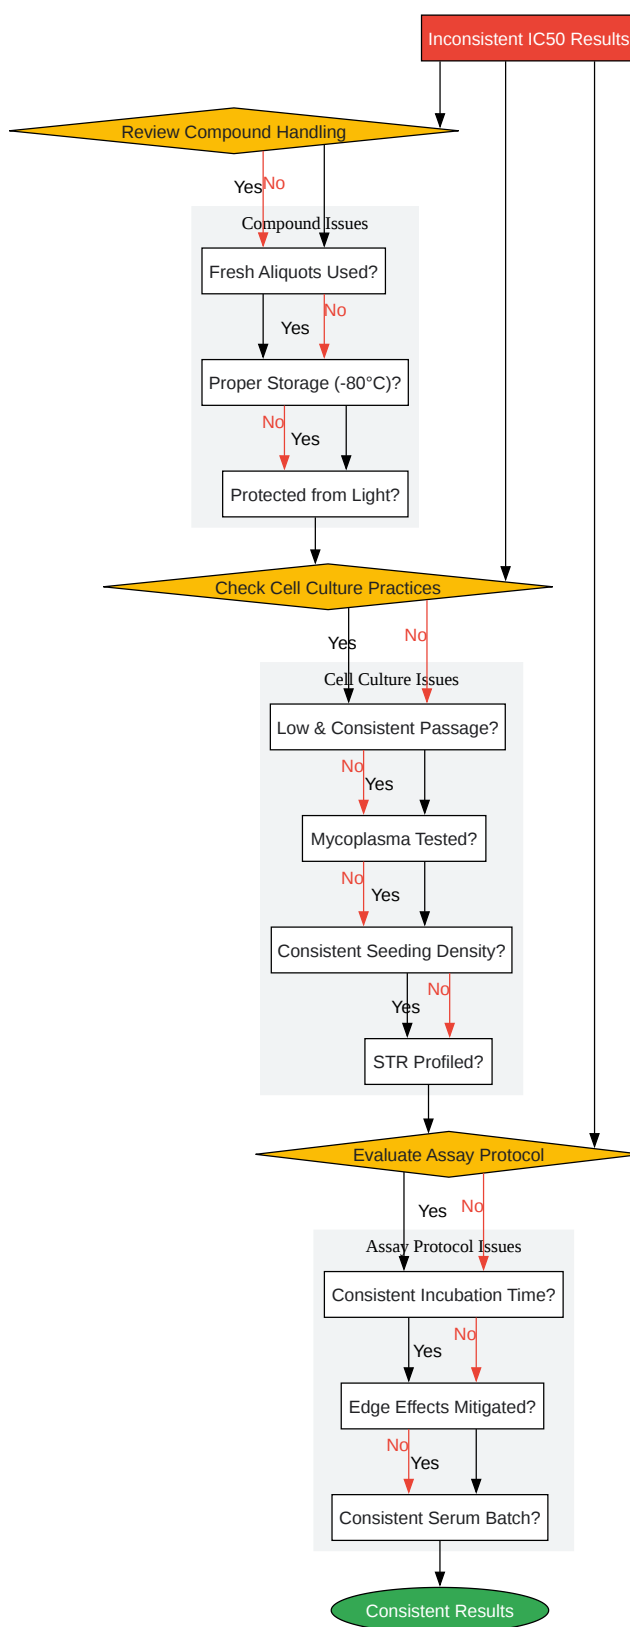 Inconsistent IC50 Results
Review Compound Handling
Yes
No
Compound Issues
Fresh Aliquots Used?
No
Yes
Proper Storage (-80°C)?
No
Yes
Protected from Light?
Check Cell Culture Practices
Yes
No
Cell Culture Issues
Low & Consistent Passage?
No
Yes
Mycoplasma Tested?
No
Yes
Consistent Seeding Density?
No
Yes
STR Profiled?
Evaluate Assay Protocol
Yes
No
Assay Protocol Issues
Consistent Incubation Time?
No
Yes
Edge Effects Mitigated?
No
Yes
Consistent Serum Batch?
Consistent Results